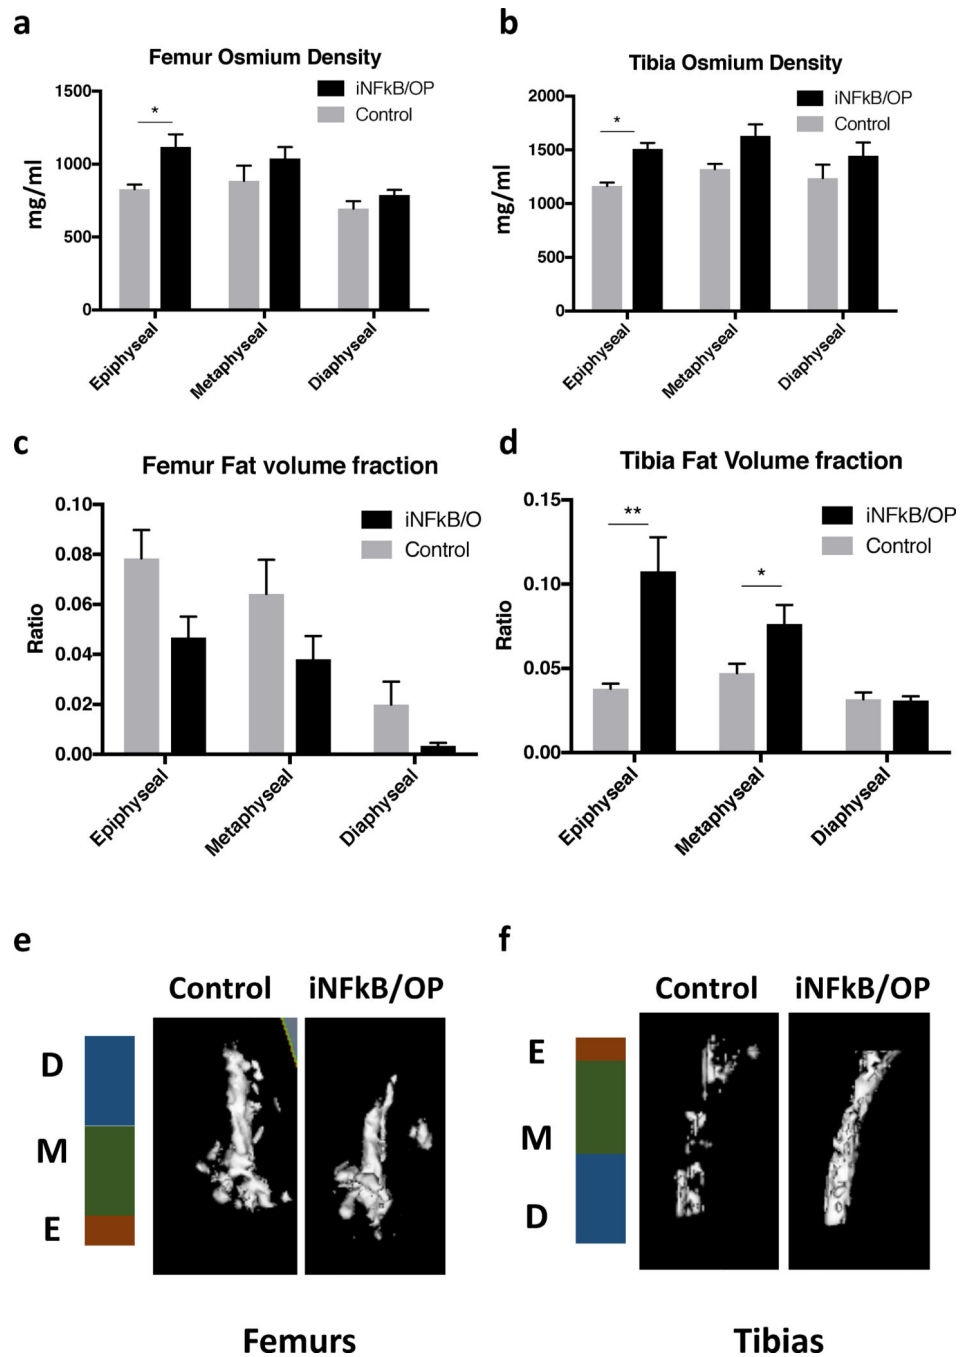 a
Femur Osmium Density
iNFkB/OP
Control
*
1500
1000
500
0
mg/ml
Epiphyseal
Metaphyseal
Diaphyseal
b
Tibia Osmium Density
iNFkB/OP
Control
*
2000
1500
1000
500
0
mg/ml
Epiphyseal
Metaphyseal
Diaphyseal
c
Femur Fat volume fraction
iNFkB/O
Control
0.10
0.08
0.06
0.04
0.02
0.00
Ratio
Epiphyseal
Metaphyseal
Diaphyseal
d
Tibia Fat Volume fraction
iNFkB/OP
Control
**
*
0.15
0.10
0.05
0.00
Ratio
Epiphyseal
Metaphyseal
Diaphyseal
e
Control
iNFkB/OP
D
M
E
Femurs
f
Control
iNFkB/OP
E
M
D
Tibias